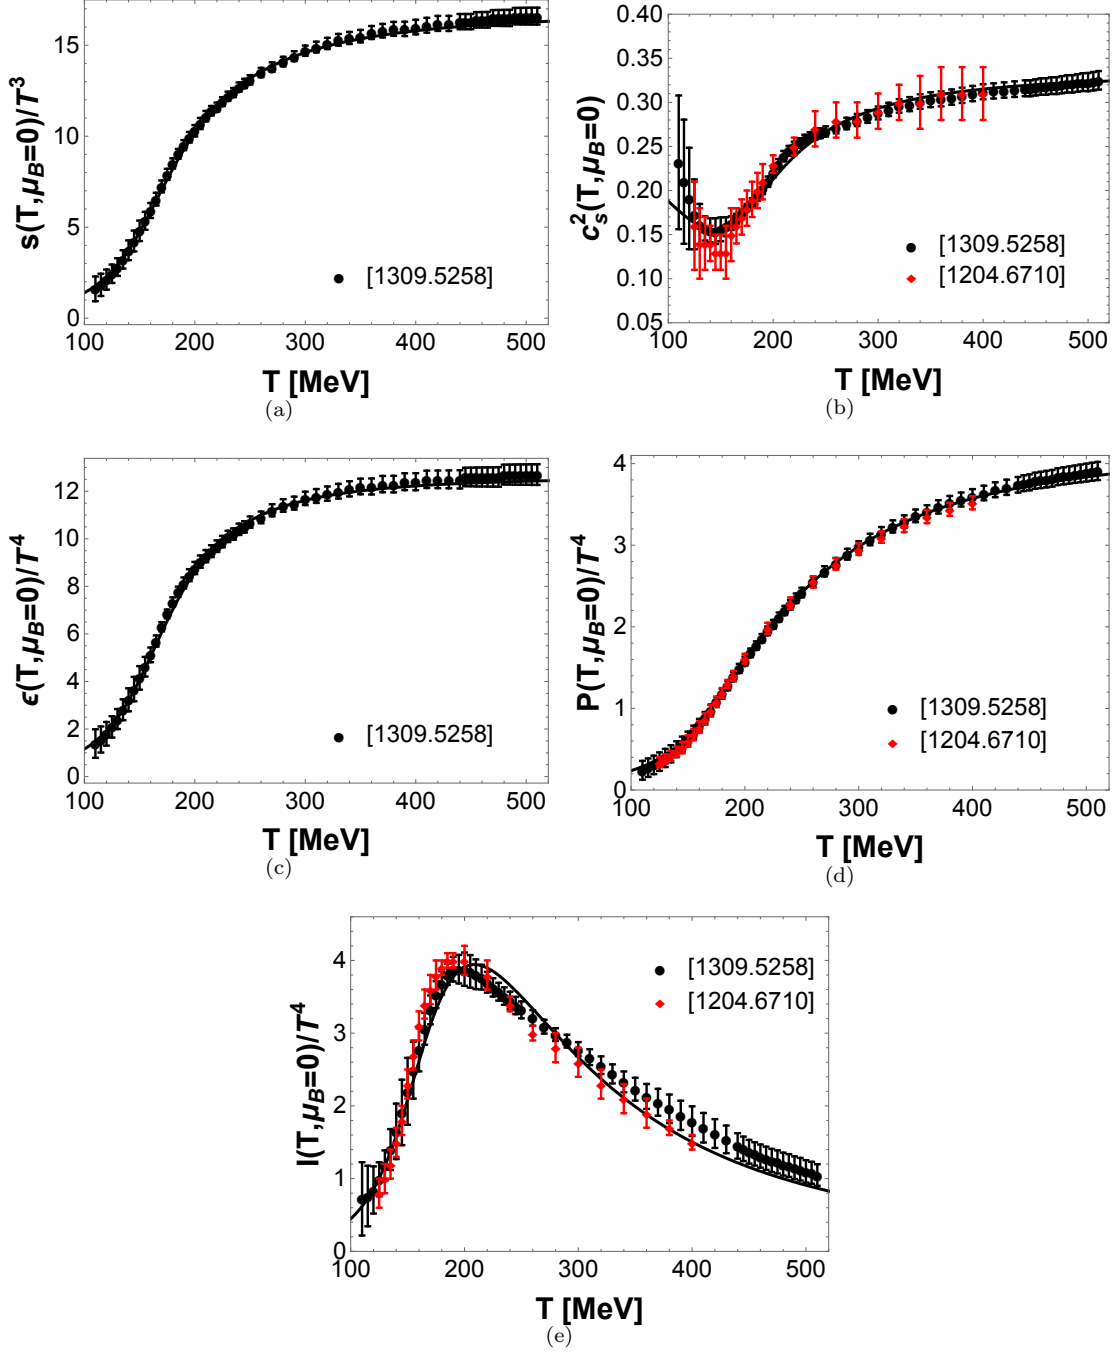 s(T,μB=0)/T³
15
10
5
0
100 200 300 400 500
T [MeV]
[1309.5258]
(a)
c²s(T,μB=0)
0.40
0.35
0.30
0.25
0.20
0.15
0.10
0.05
100 200 300 400 500
T [MeV]
[1309.5258]
[1204.6710]
(b)
ϵ(T,μB=0)/T⁴
12
10
8
6
4
2
0
100 200 300 400 500
T [MeV]
[1309.5258]
(c)
P(T,μB=0)/T⁴
4
3
2
1
0
100 200 300 400 500
T [MeV]
[1309.5258]
[1204.6710]
(d)
I(T,μB=0)/T⁴
4
3
2
1
0
100 200 300 400 500
T [MeV]
[1309.5258]
[1204.6710]
(e)